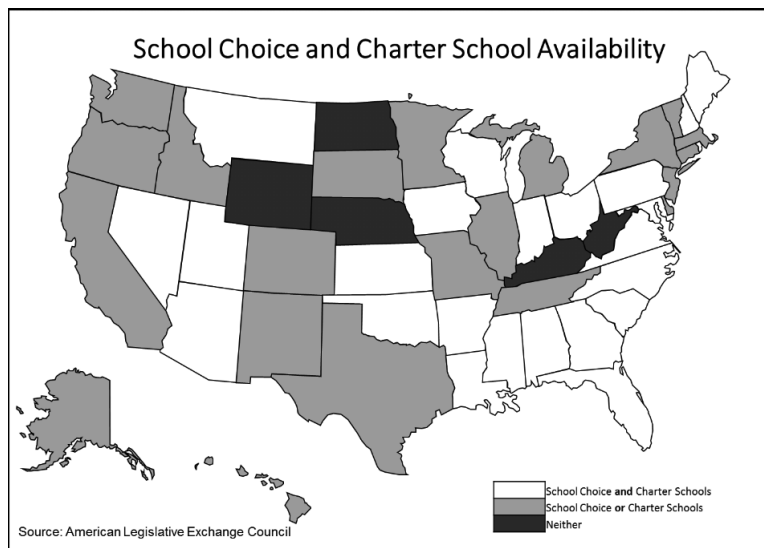 School Choice and Charter School Availability
School Choice and Charter Schools
School Choice or Charter Schools
Neither
Source: American Legislative Exchange Council